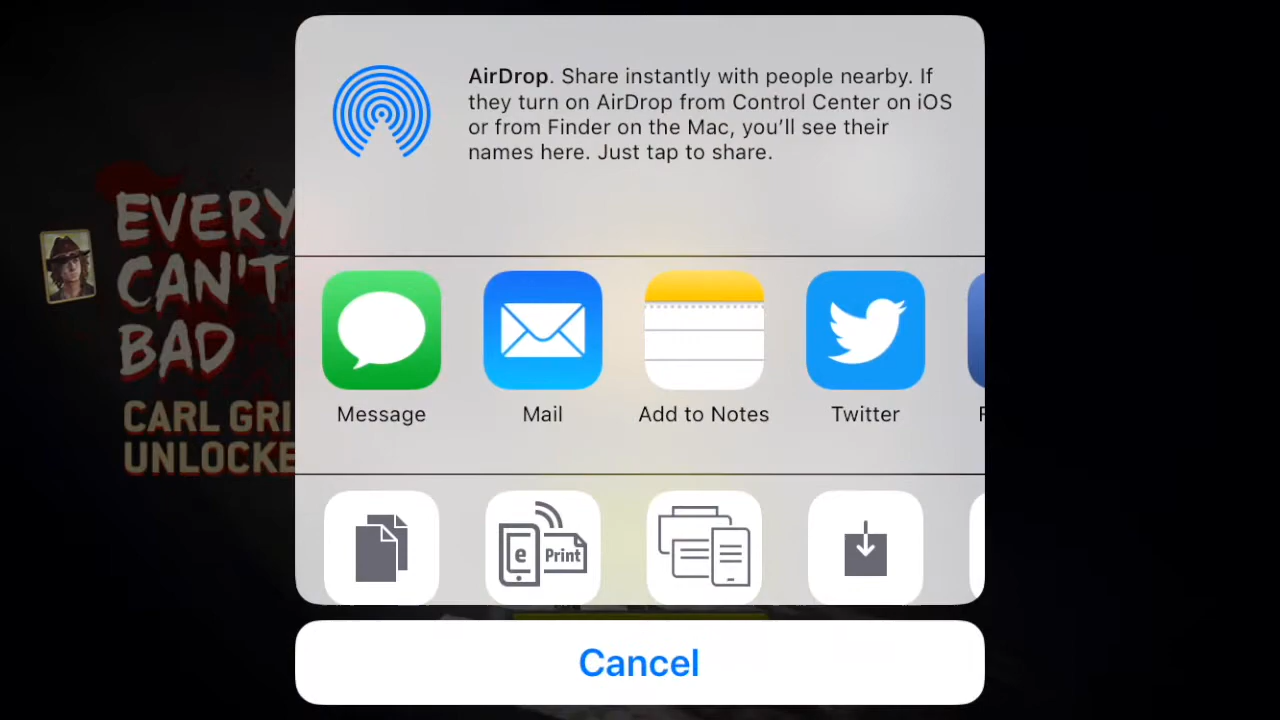 AirDrop. Share instantly with people nearby. If
they turn on AirDrop from Control Center on iOS
or from Finder on the Mac, you'll see their
names here. Just tap to share.
EVERY
CAN'T
BAD
CARL GRI
UNLOCKE
Message
Mail
Add to Notes
Twitter
F
e
Print
Cancel